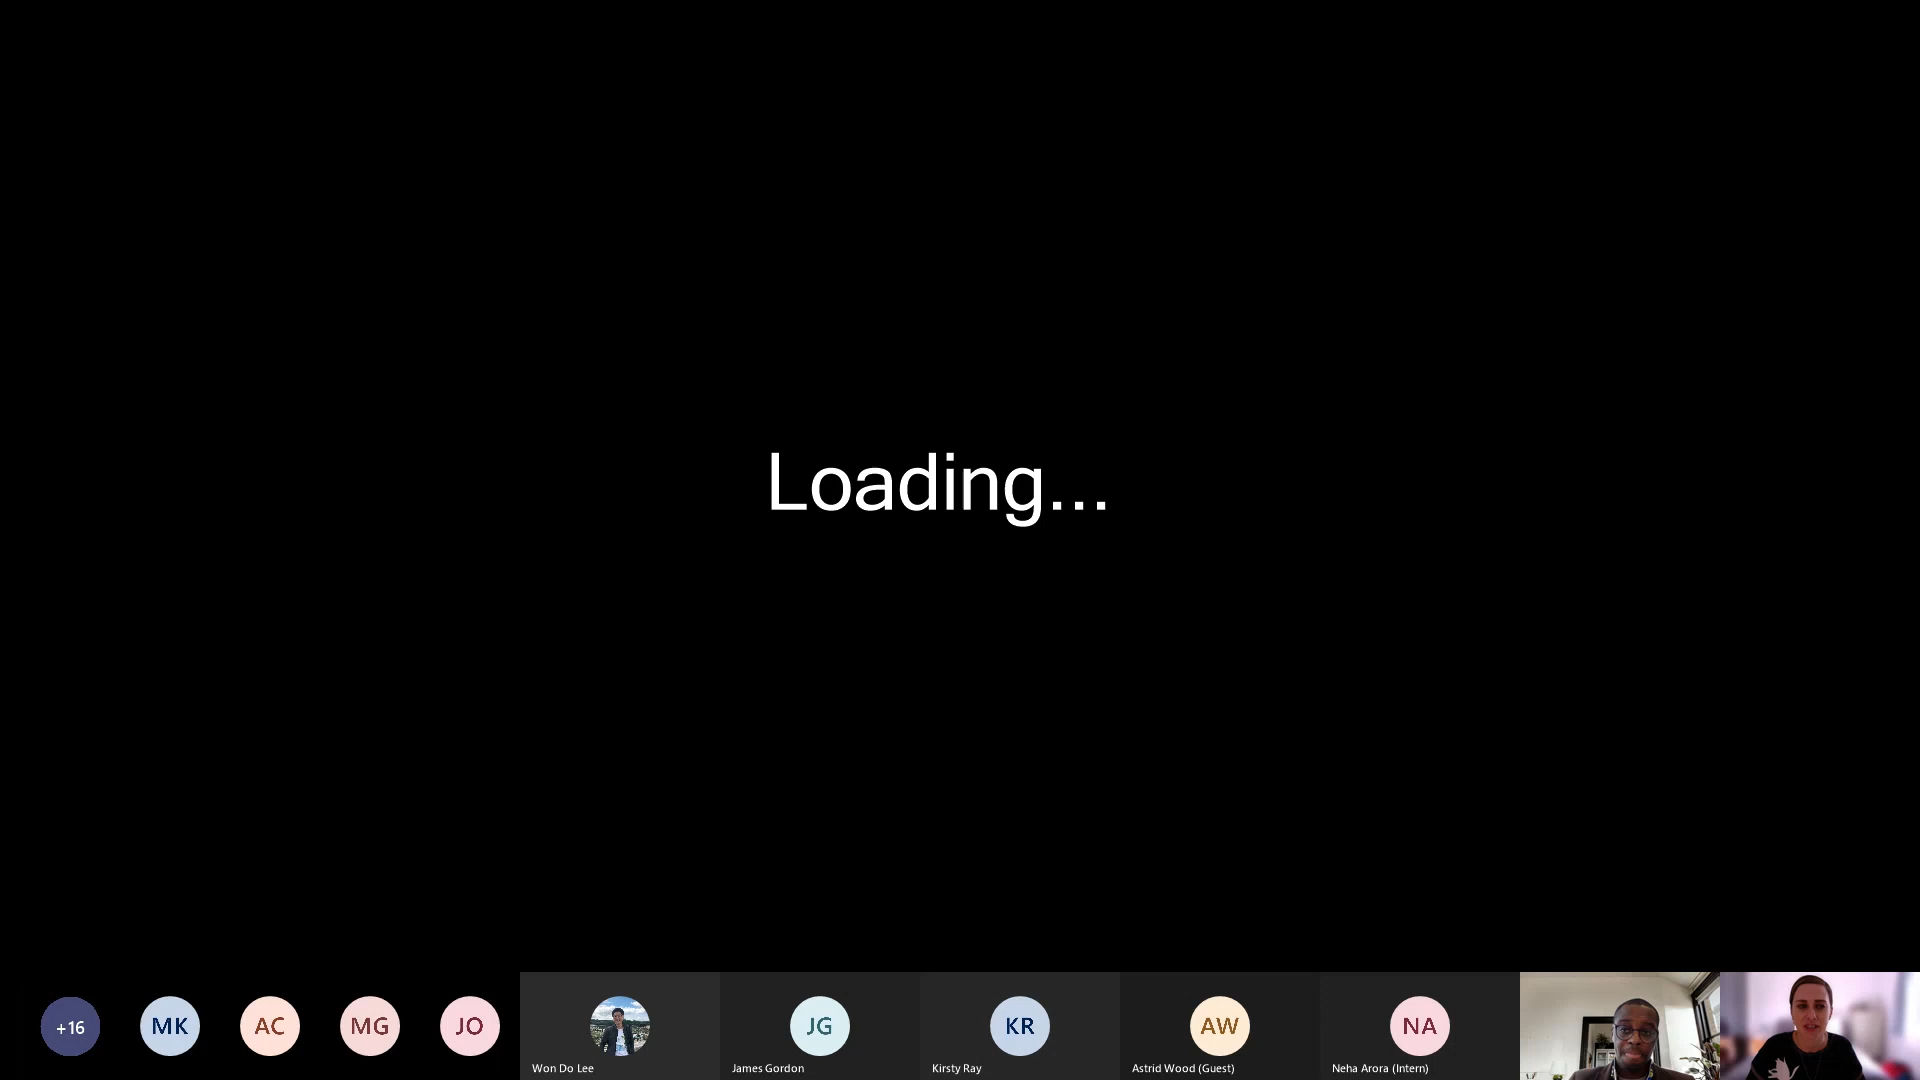 Loading...
+16
MK
AC
MG
JO
JG
KR
AW
NA
Won Do Lee
James Gordon
Kirsty Ray
Astrid Wood (Guest)
Neha Arora (Intern)